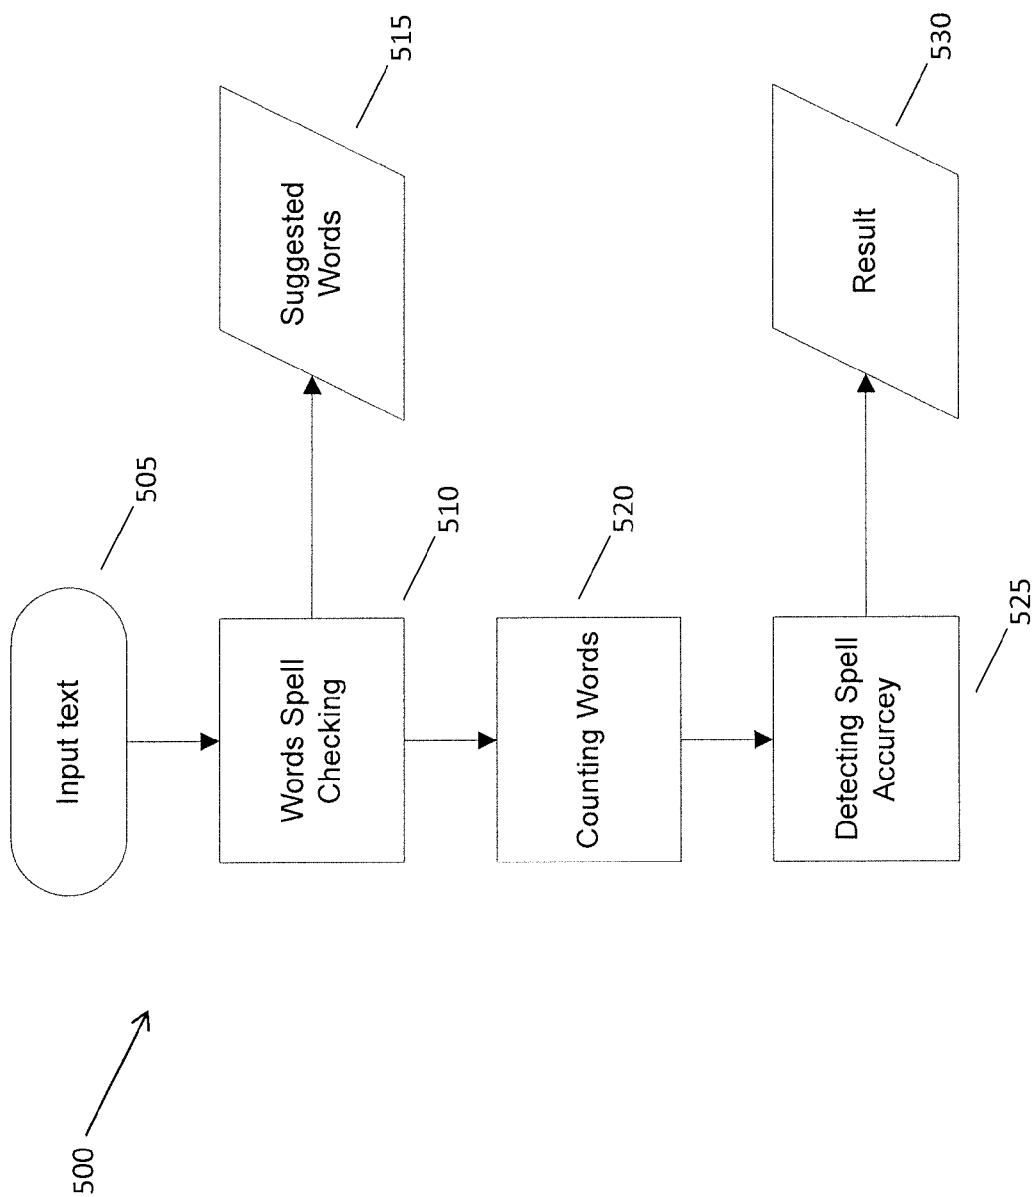 500
Input text
505
Words Spell
Checking
510
Suggested
Words
515
Counting Words
520
Detecting Spell
Accurcey
525
Result
530